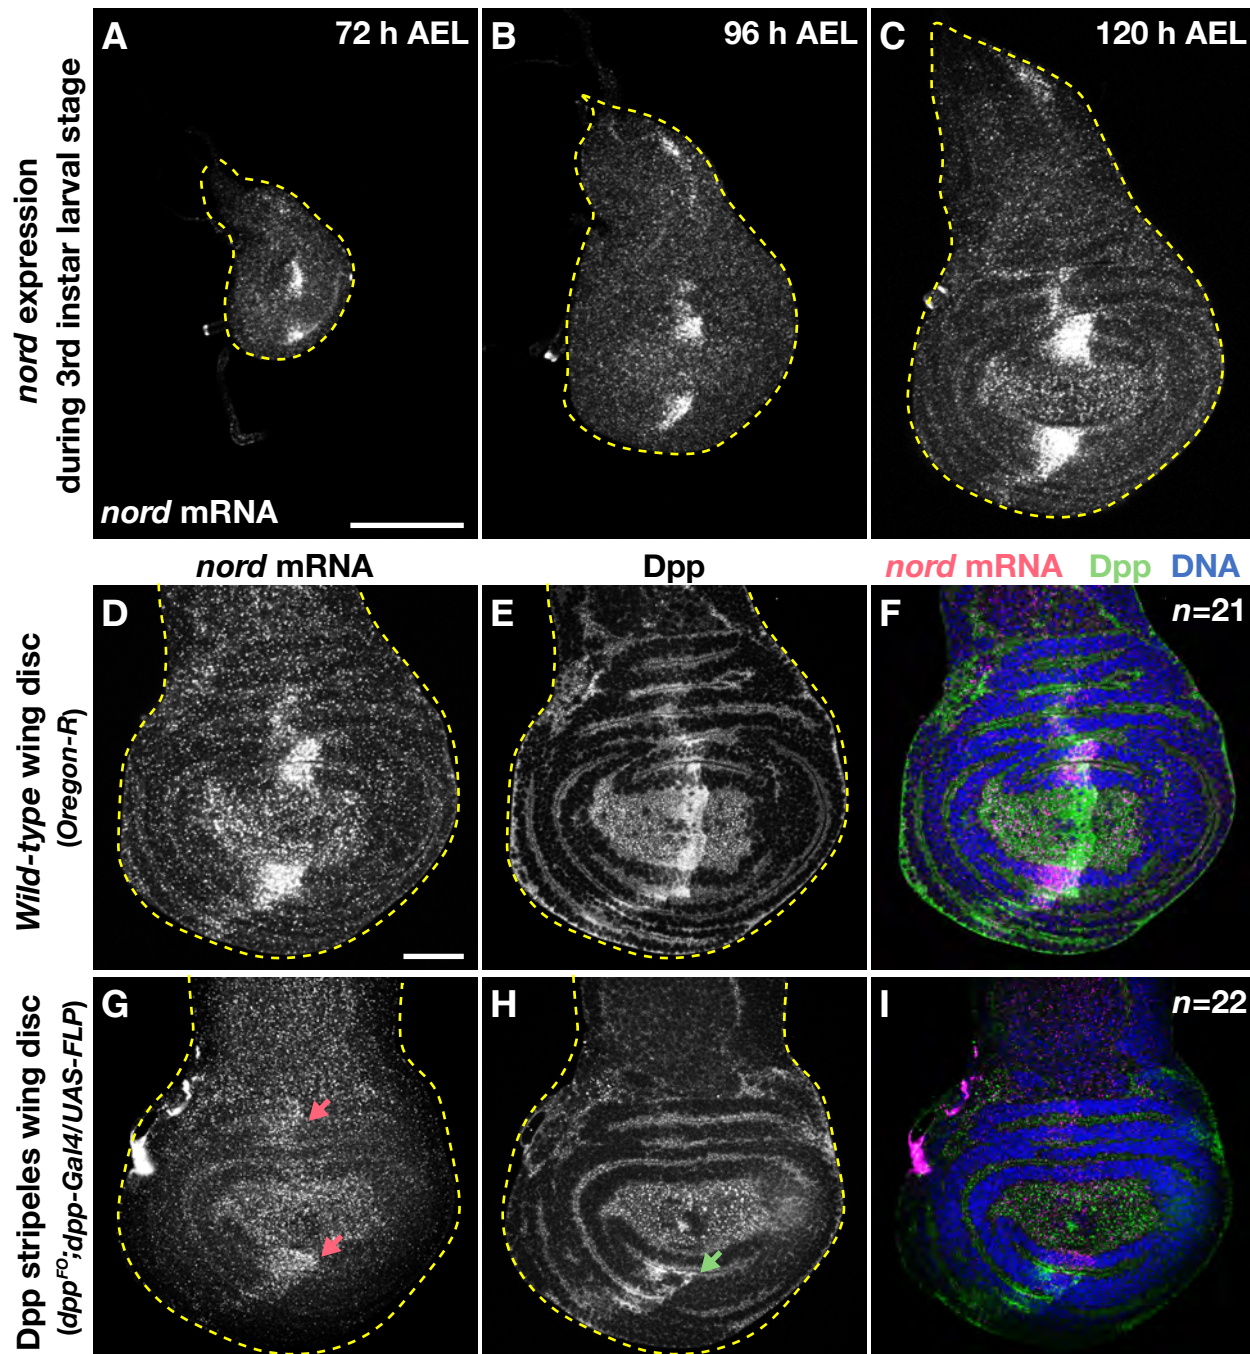 nord expression
during 3rd instar larval stage
A
72 h AEL
B
96 h AEL
C
120 h AEL
nord mRNA
nord mRNA
Dpp
nord mRNA Dpp DNA
Wild-type wing disc
(Oregon-R)
D
E
F
n=21
Dpp stripeles wing disc
(dppFO;dpp-Gal4/UAS-FLP)
G
H
I
n=22